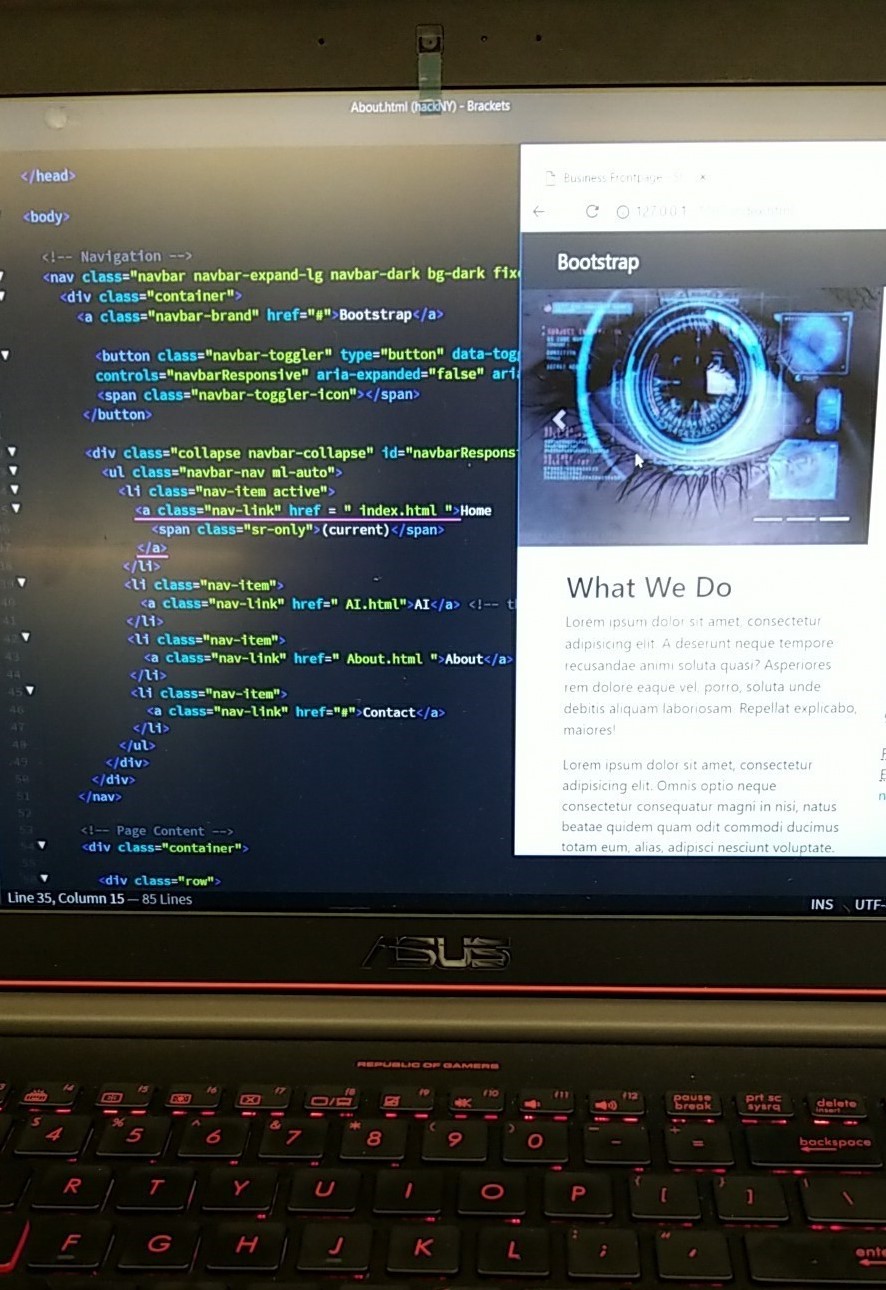 About.html (hackNY) - Brackets
</head>
<body>
<!-- Navigation -->
<nav class="navbar navbar-expand-lg navbar-dark bg-dark fix
<div class="container">
<a class="navbar-brand" href="#">Bootstrap</a>
<button class="navbar-toggler" type="button" data-tog
controls="navbarResponsive" aria-expanded="false" ari
<span class="navbar-toggler-icon"></span>
</button>
<div class="collapse navbar-collapse" id="navbarRespons
<ul class="navbar-nav ml-auto">
<li class="nav-item active">
<a class="nav-link" href = " index.html ">Home
<span class="sr-only">(current)</span>
</a>
</li>
<li class="nav-item">
<a class="nav-link" href=" AI.html">AI</a> <!-- t
</li>
<li class="nav-item">
<a class="nav-link" href=" About.html ">About</a>
</li>
<li class="nav-item">
<a class="nav-link" href="#">Contact</a>
</li>
</ul>
</div>
</div>
</nav>
<!-- Page Content -->
<div class="container">
<div class="row">
Line 35, Column 15 — 85 Lines
INS UTF-
Business Frontpage
127.0.0.1
Bootstrap
What We Do
Lorem ipsum dolor sit amet, consectetur
adipisicing elit. A deserunt neque tempore
recusandae animi soluta quasi? Asperiores
rem dolore eaque vel, porro, soluta unde
debitis aliquam laboriosam. Repellat explicabo,
maiores!
Lorem ipsum dolor sit amet, consectetur
adipisicing elit. Omnis optio neque
consectetur consequatur magni in nisi, natus
beatae quidem quam odit commodi ducimus
totam eum, alias, adipisci nesciunt voluptate.
ASUS
REPUBLIC OF GAMERS
f4 f5 f6 f7 f8 f9 f10 f11 f12 pause break prt sc sysrq delete insert
$ 4 % 5 ^ 6 & 7 * 8 ( 9 ) 0 _ - + = backspace
R T Y U I O P { [ } ] | \
F G H J K L : ; " ' ente